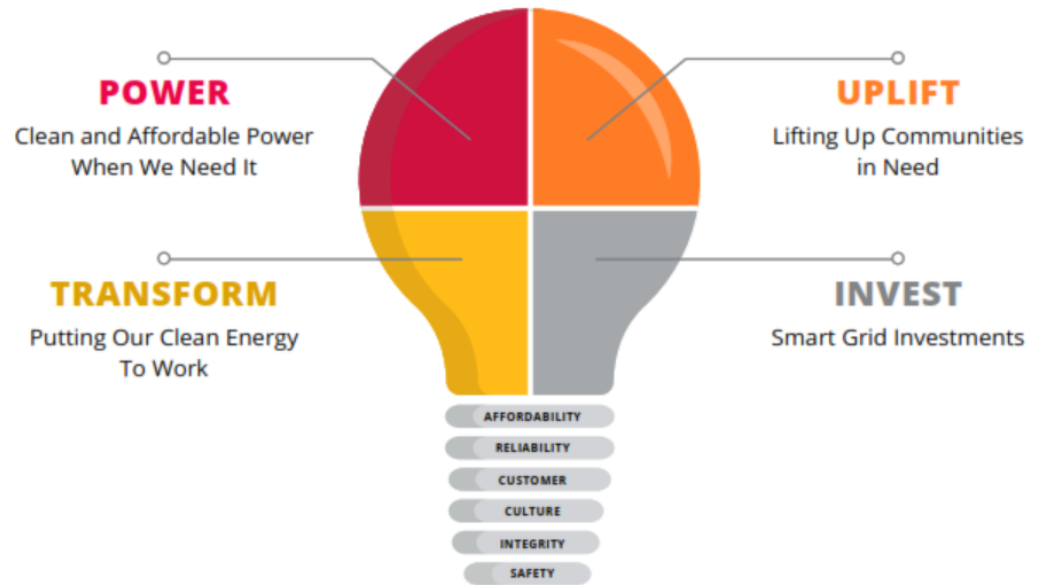 POWER
Clean and Affordable Power
When We Need It
UPLIFT
Lifting Up Communities
in Need
TRANSFORM
Putting Our Clean Energy
To Work
INVEST
Smart Grid Investments
AFFORDABILITY
RELIABILITY
CUSTOMER
CULTURE
INTEGRITY
SAFETY